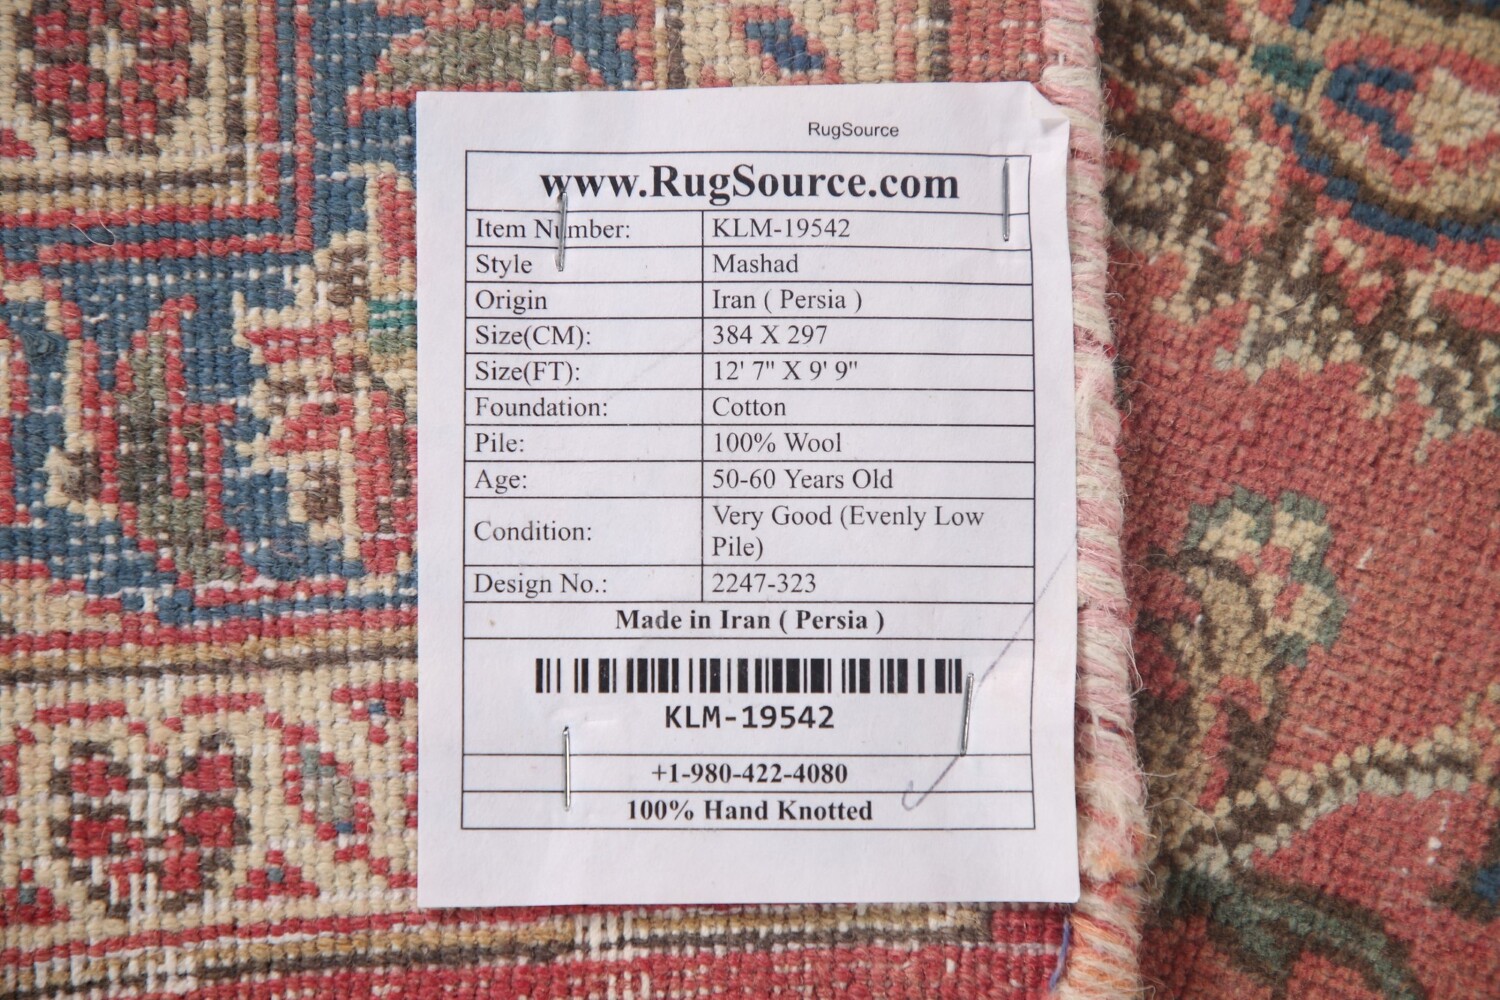 RugSource
www.RugSource.com
Item Number: KLM-19542
Style Mashad
Origin Iran ( Persia )
Size(CM): 384 X 297
Size(FT): 12' 7" X 9' 9"
Foundation: Cotton
Pile: 100% Wool
Age: 50-60 Years Old
Condition: Very Good (Evenly Low
Pile)
Design No.: 2247-323
Made in Iran ( Persia )
KLM-19542
+1-980-422-4080
100% Hand Knotted